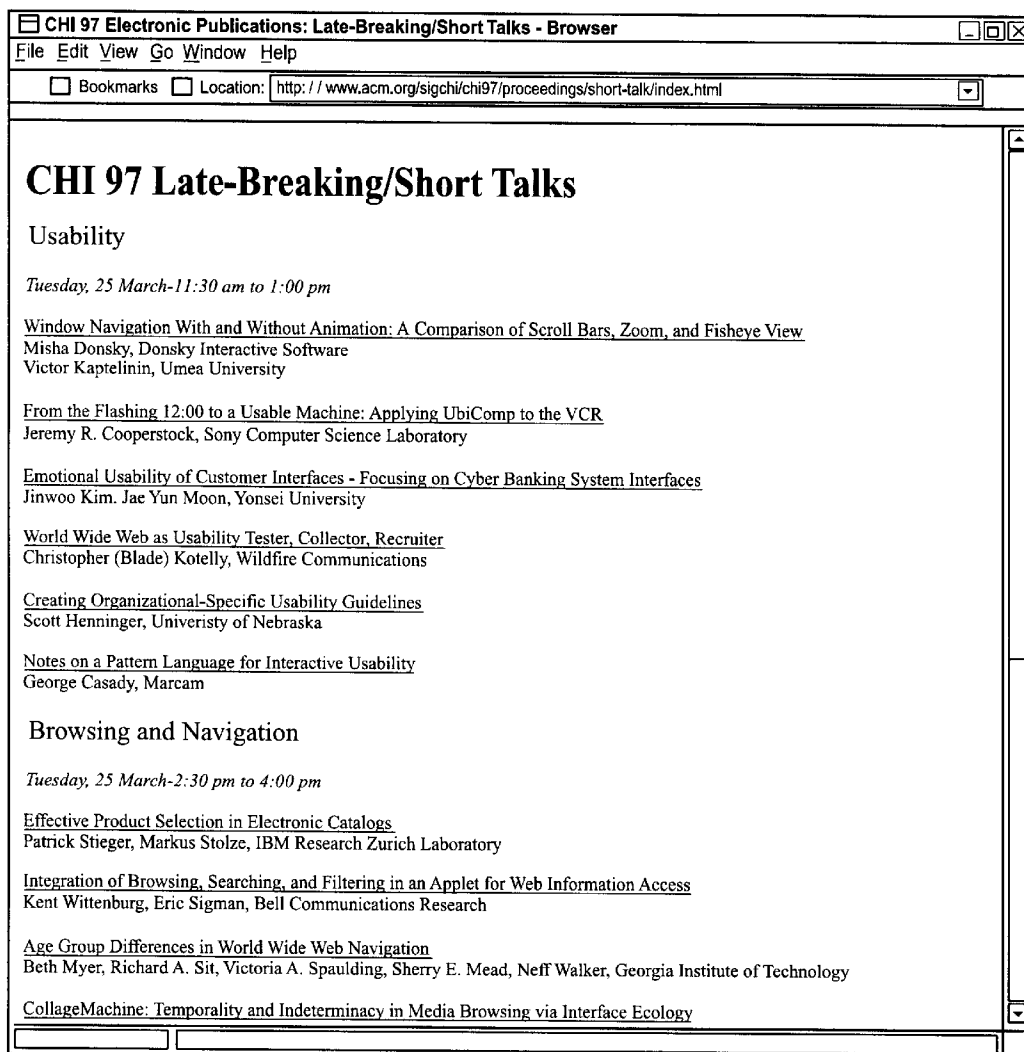 CHI 97 Electronic Publications: Late-Breaking/Short Talks - Browser
File Edit View Go Window Help
Bookmarks Location: http: / / www.acm.org/sigchi/chi97/proceedings/short-talk/index.html
CHI 97 Late-Breaking/Short Talks
Usability
Tuesday, 25 March-11:30 am to 1:00 pm
Window Navigation With and Without Animation: A Comparison of Scroll Bars, Zoom, and Fisheye View
Misha Donsky, Donsky Interactive Software
Victor Kaptelinin, Umea University
From the Flashing 12:00 to a Usable Machine: Applying UbiComp to the VCR
Jeremy R. Cooperstock, Sony Computer Science Laboratory
Emotional Usability of Customer Interfaces - Focusing on Cyber Banking System Interfaces
Jinwoo Kim. Jae Yun Moon, Yonsei University
World Wide Web as Usability Tester, Collector, Recruiter
Christopher (Blade) Kotelly, Wildfire Communications
Creating Organizational-Specific Usability Guidelines
Scott Henninger, Univeristy of Nebraska
Notes on a Pattern Language for Interactive Usability
George Casady, Marcam
Browsing and Navigation
Tuesday, 25 March-2:30 pm to 4:00 pm
Effective Product Selection in Electronic Catalogs
Patrick Stieger, Markus Stolze, IBM Research Zurich Laboratory
Integration of Browsing, Searching, and Filtering in an Applet for Web Information Access
Kent Wittenburg, Eric Sigman, Bell Communications Research
Age Group Differences in World Wide Web Navigation
Beth Myer, Richard A. Sit, Victoria A. Spaulding, Sherry E. Mead, Neff Walker, Georgia Institute of Technology
CollageMachine: Temporality and Indeterminacy in Media Browsing via Interface Ecology